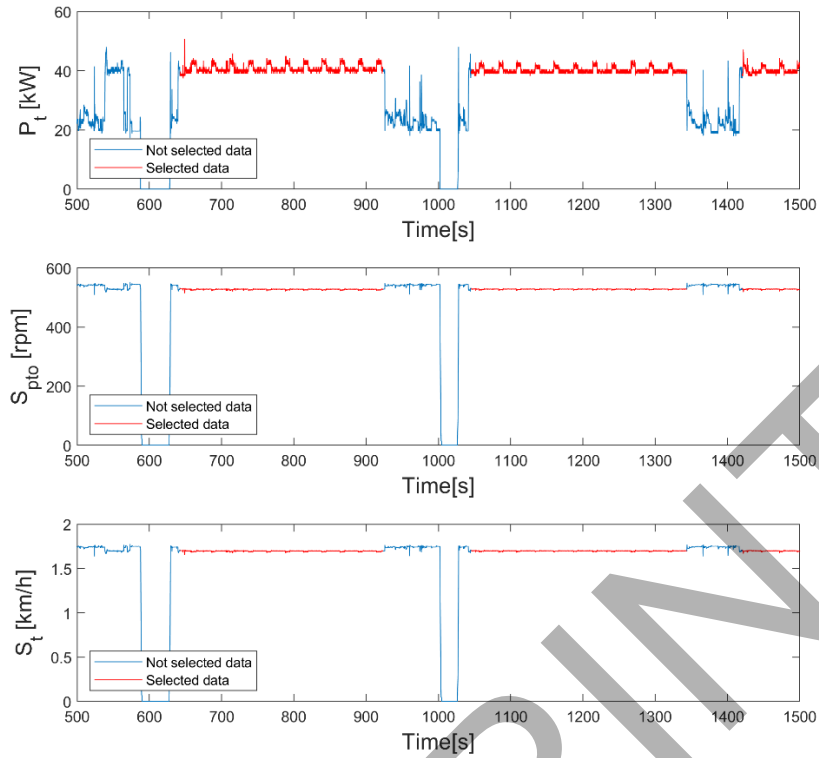 P_t [kW]
60
40
20
0
Not selected data
Selected data
500 600 700 800 900 1000 1100 1200 1300 1400 1500
Time[s]
S_pto [rpm]
600
400
200
0
Not selected data
Selected data
500 600 700 800 900 1000 1100 1200 1300 1400 1500
Time[s]
S_t [km/h]
2
1.5
1
0.5
0
Not selected data
Selected data
500 600 700 800 900 1000 1100 1200 1300 1400 1500
Time[s]
PINT